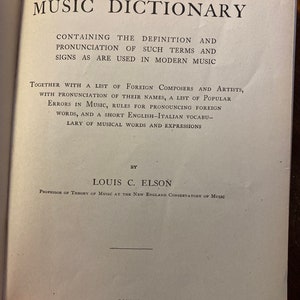 MUSIC DICTIONARY
CONTAINING THE DEFINITION AND
PRONUNCIATION OF SUCH TERMS AND
SIGNS AS ARE USED IN MODERN MUSIC
TOGETHER WITH A LIST OF FOREIGN COMPOSERS AND ARTISTS,
WITH PRONUNCIATION OF THEIR NAMES, A LIST OF POPULAR
ERRORS IN MUSIC, RULES FOR PRONOUNCING FOREIGN
WORDS, AND A SHORT ENGLISH-ITALIAN VOCABU-
LARY OF MUSICAL WORDS AND EXPRESSIONS
BY
LOUIS C. ELSON
PROFESSOR OF THEORY OF MUSIC AT THE NEW ENGLAND CONSERVATORY OF MUSIC